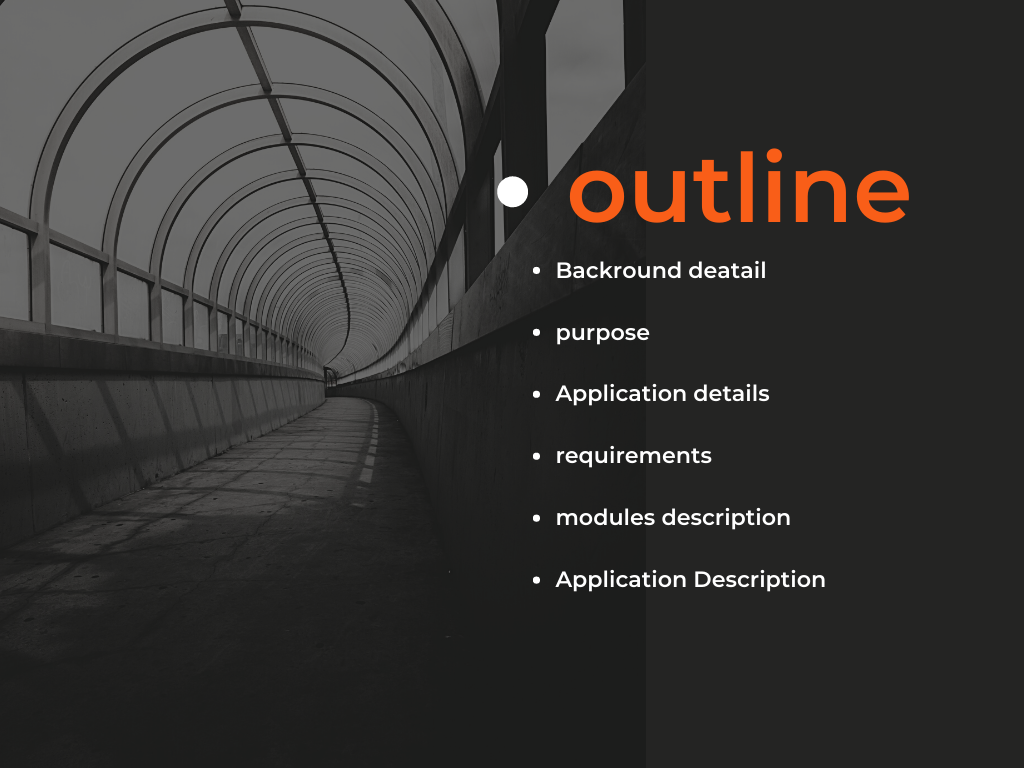 outline
Backround deatail
purpose
Application details
requirements
modules description
Application Description